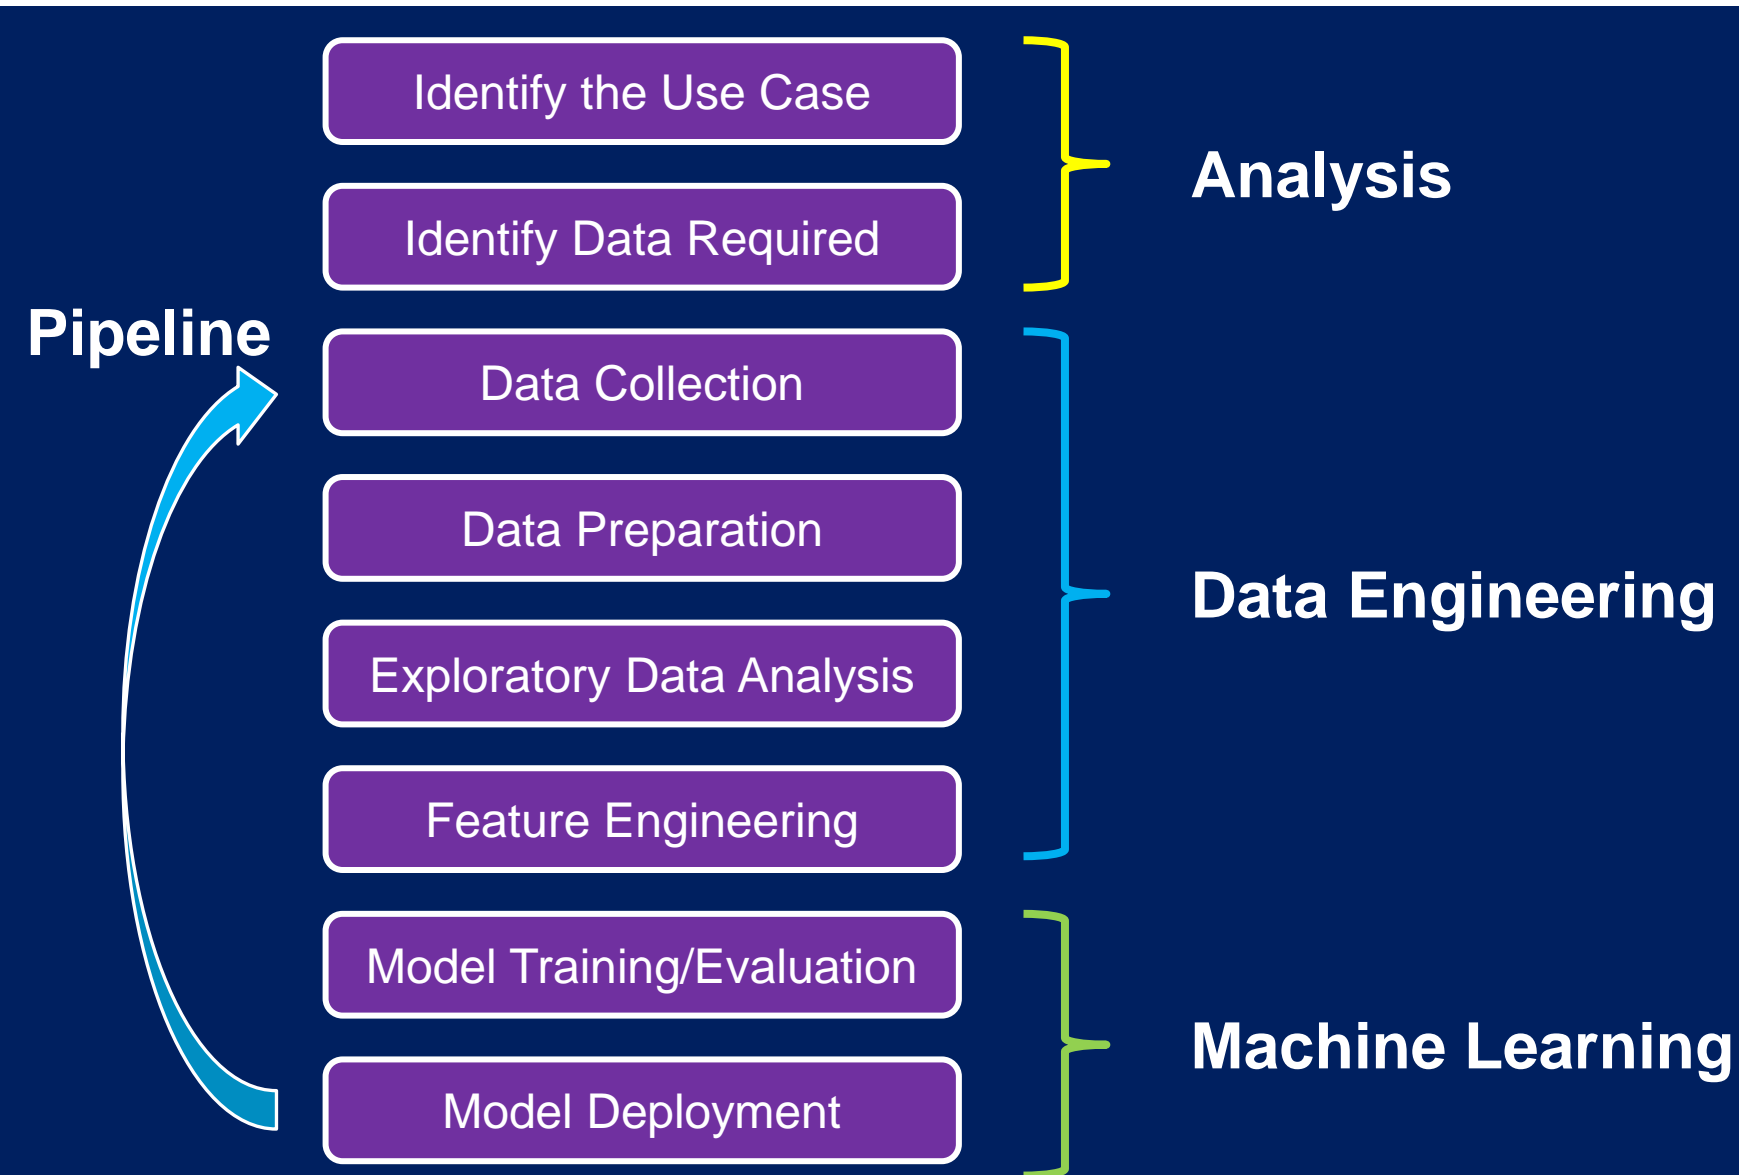 Identify the Use Case
Analysis
Identify Data Required
Pipeline
Data Collection
Data Preparation
Data Engineering
Exploratory Data Analysis
Feature Engineering
Model Training/Evaluation
Machine Learning
Model Deployment